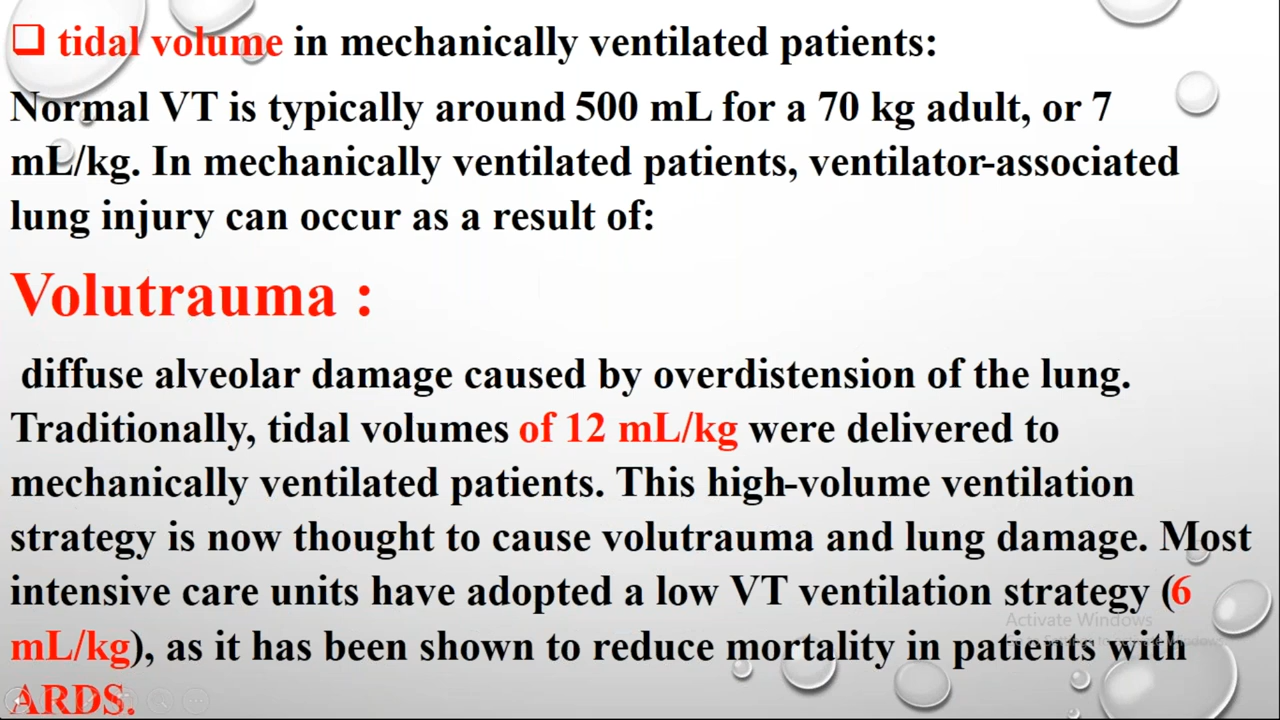 ❑ tidal volume in mechanically ventilated patients:
Normal VT is typically around 500 mL for a 70 kg adult, or 7
mL/kg. In mechanically ventilated patients, ventilator-associated
lung injury can occur as a result of:
Volutrauma :
diffuse alveolar damage caused by overdistension of the lung.
Traditionally, tidal volumes of 12 mL/kg were delivered to
mechanically ventilated patients. This high-volume ventilation
strategy is now thought to cause volutrauma and lung damage. Most
intensive care units have adopted a low VT ventilation strategy (6
mL/kg), as it has been shown to reduce mortality in patients with
ARDS.
Activate Windows